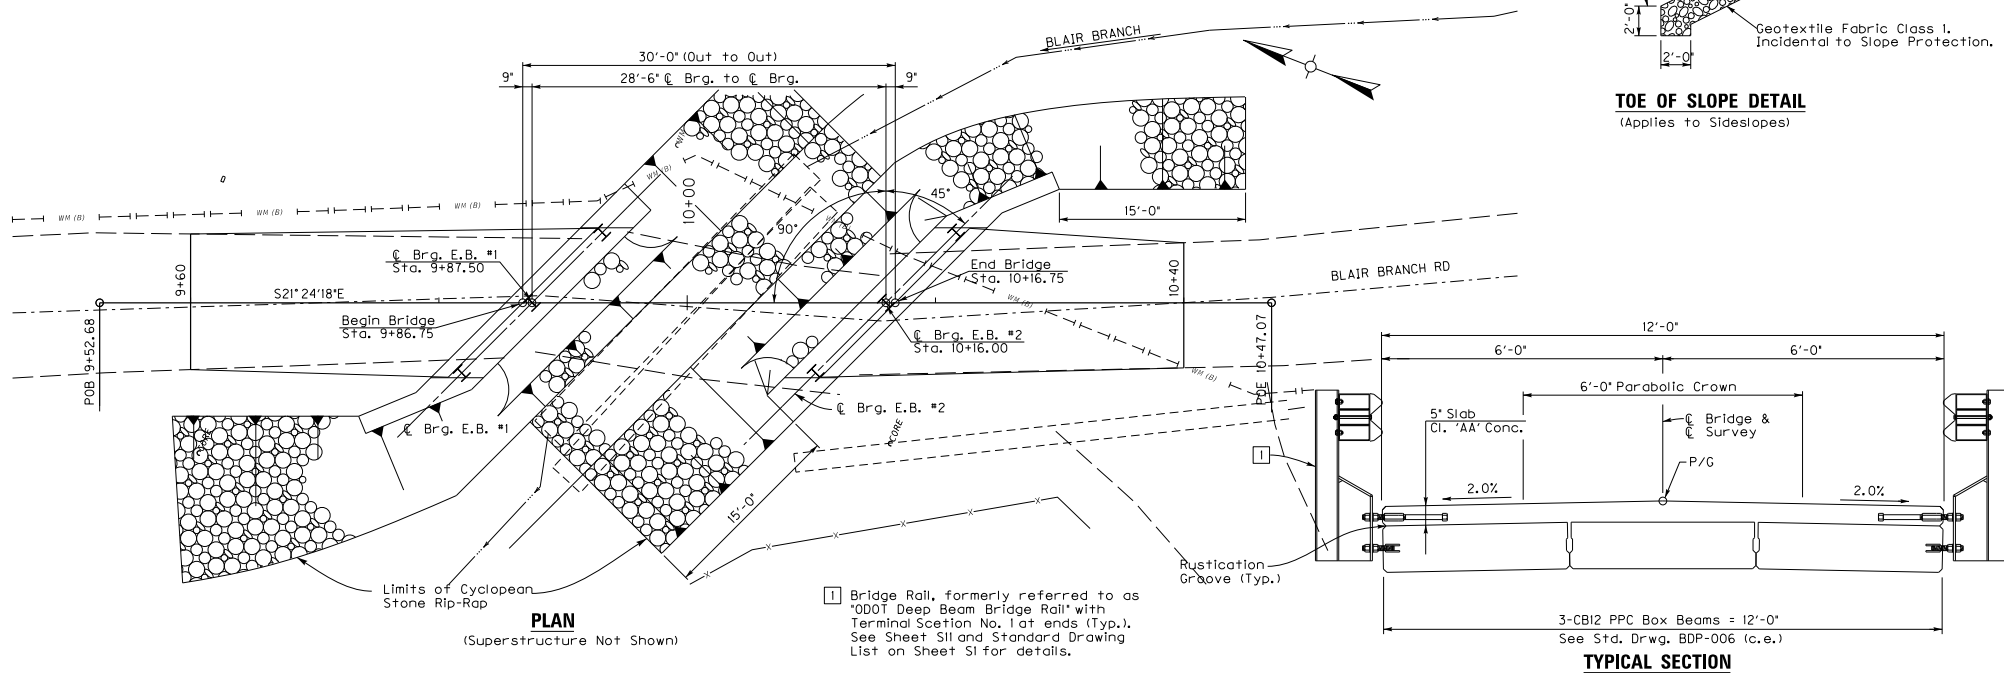 30'-0" (Out to Out)
9"
28'-6" ℄ Brg. to ℄ Brg.
9"
BLAIR BRANCH
2'-0"
2'-0"
Geotextile Fabric Class 1.
Incidental to Slope Protection.
TOE OF SLOPE DETAIL
(Applies to Sideslopes)
WM
WM (B)
WM (B)
WM (B)
WM (B)
WM (B)
10+00
45°
90°
15'-0"
9+60
℄ Brg. E.B. #1
Sta. 9+87.50
S21°24'18"E
Begin Bridge
Sta. 9+86.75
POB 9+52.68
End Bridge
Sta. 10+16.75
10+40
BLAIR BRANCH RD
WM (B)
℄ Brg. E.B. #2
Sta. 10+16.00
WM (B)
POE 10+47.07
℄ Brg. E.B. #1
℄ Brg. E.B. #2
CORE
CORE
15'-0"
Limits of Cyclopean
Stone Rip-Rap
X
X
X
X
X
PLAN
(Superstructure Not Shown)
1 Bridge Rail, formerly referred to as
"ODOT Deep Beam Bridge Rail" with
Terminal Scetion No. 1 at ends (Typ.).
See Sheet S11 and Standard Drawing
List on Sheet S1 for details.
12'-0"
6'-0"
6'-0"
6'-0" Parabolic Crown
5" Slab
Cl. 'AA' Conc.
℄ Bridge &
℄ Survey
1
P/G
2.0%
2.0%
Rustication
Groove (Typ.)
3-CB12 PPC Box Beams = 12'-0"
See Std. Drwg. BDP-006 (c.e.)
TYPICAL SECTION